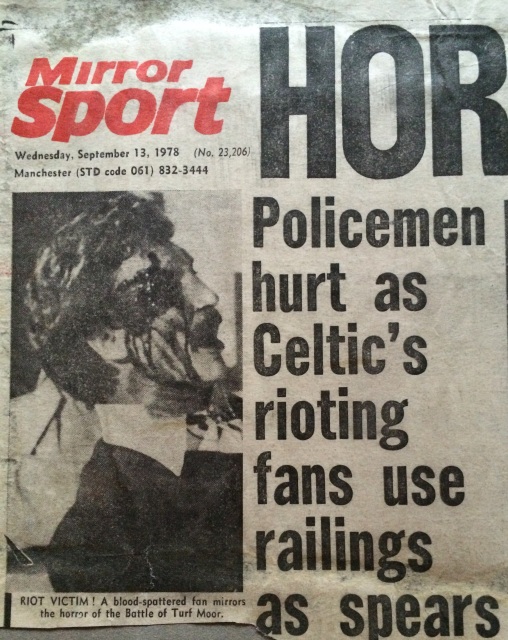 Mirror
Sport
Wednesday, September 13, 1978 (No. 23,206)
Manchester (STD code 061) 832-3444
HOR
Policemen
hurt as
Celtic's
rioting
fans use
railings
as spears
RIOT VICTIM! A blood-spattered fan mirrors
the horror of the Battle of Turf Moor.